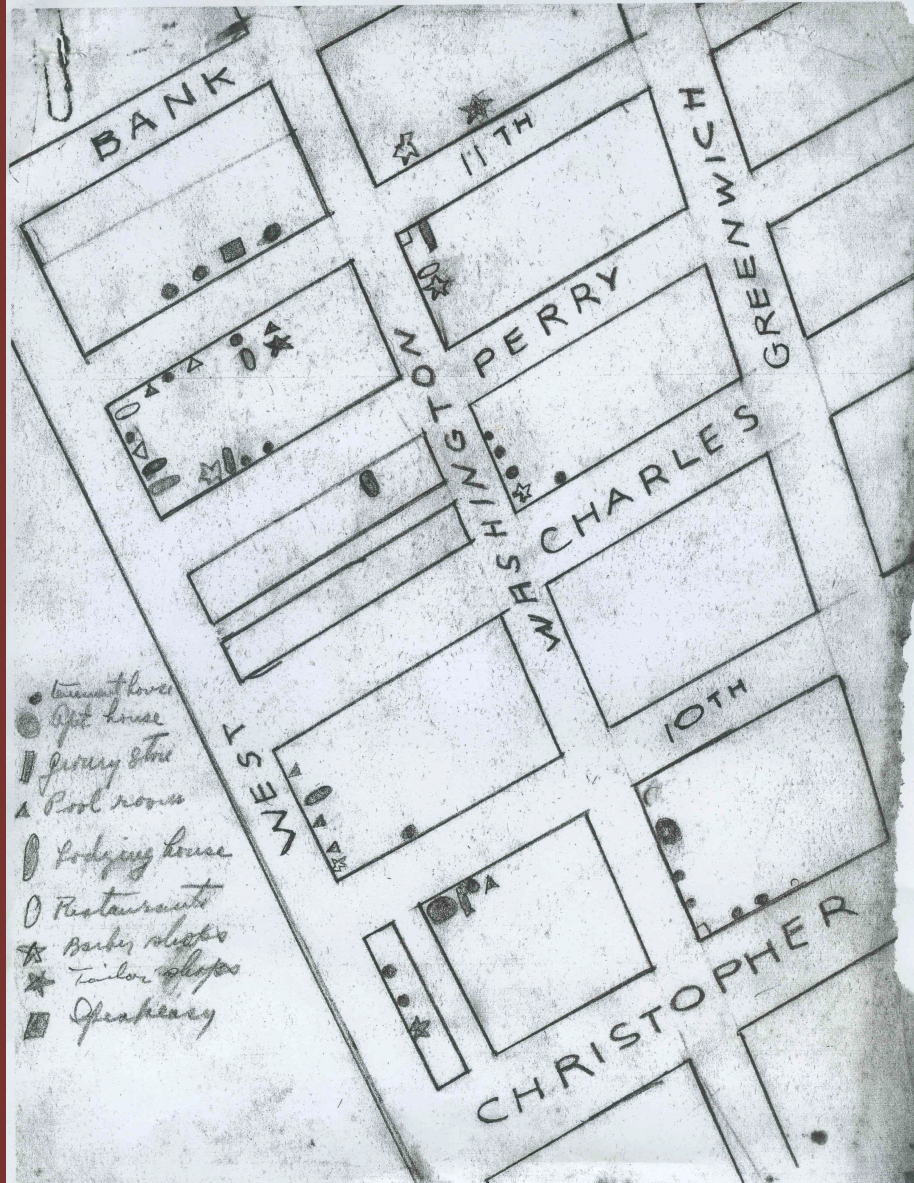 BANK
11TH
GREENWICH
PERRY
WASHINGTON
CHARLES
10TH
WEST
CHRISTOPHER
tenement house
Apt house
grocery store
Pool rooms
Lodging house
Restaurants
Barber shops
Tailor shops
Speakeasy